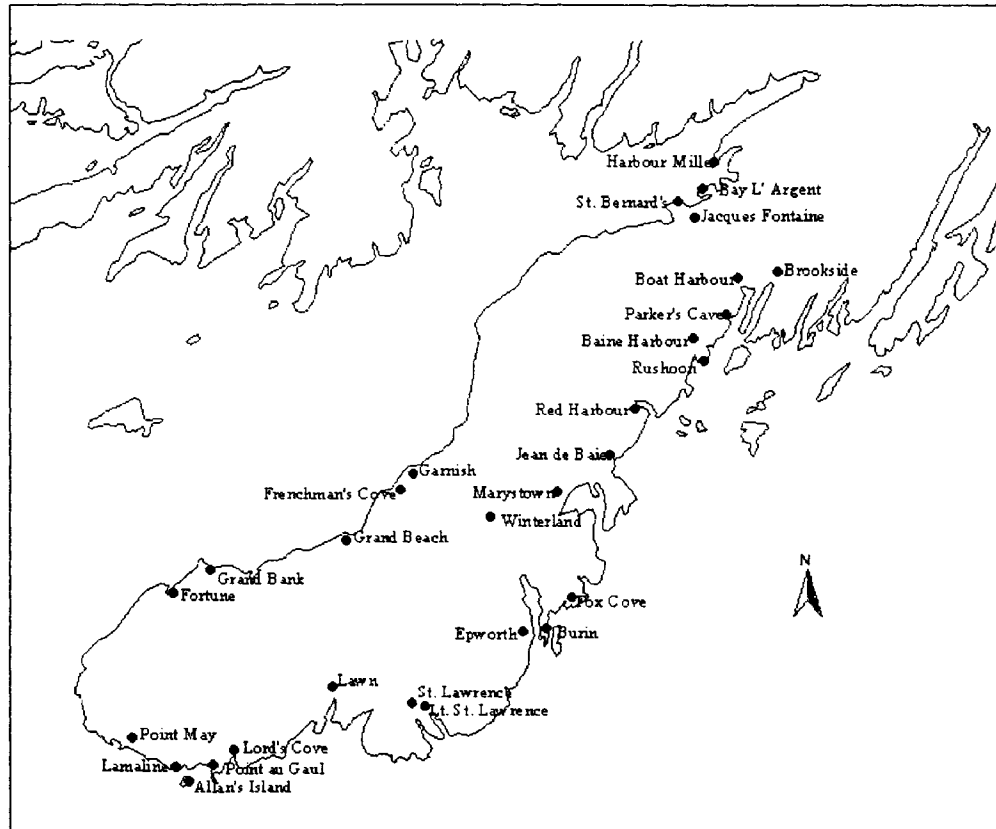 Harbour Mille
Bay L' Argent
St. Bernard's
Jacques Fontaine
Brookside
Boat Harbour
Parker's Cave
Baine Harbour
Rushoon
Red Harbour
Jean de Baie
Garnish
Frenchman's Cove
Marystown
Winterland
Grand Beach
N
Grand Bank
Fortune
Fox Cove
Epworth
Burin
Lawn
St. Lawrence
Lt. St. Lawrence
Point May
Lord's Cove
Lamaline
Point au Gaul
Allan's Island